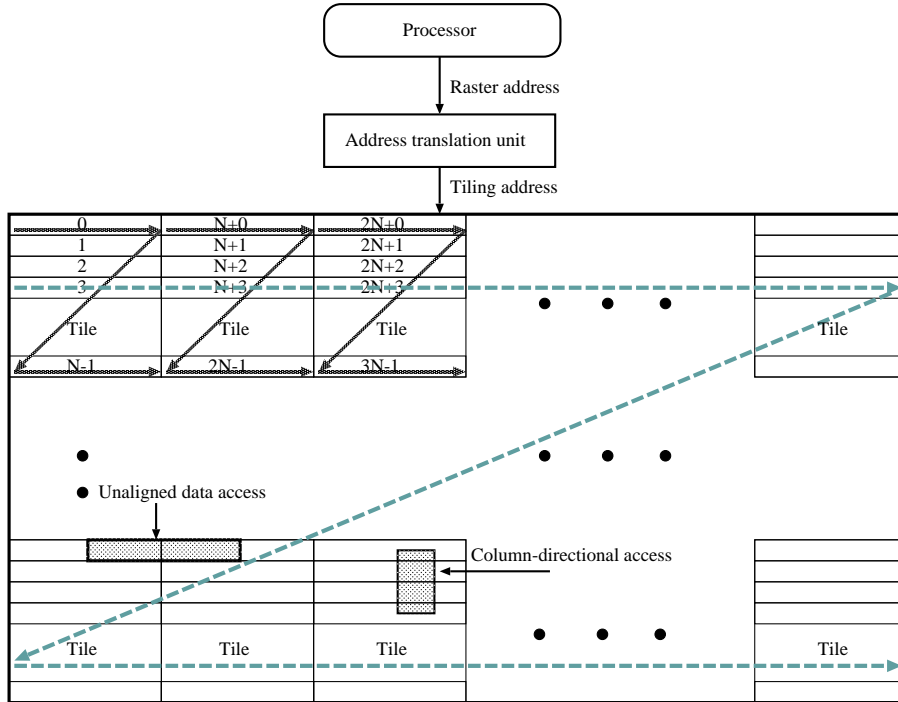 Processor
Raster address
Address translation unit
Tiling address
0 N+0 2N+0
1 N+1 2N+1
2 N+2 2N+2
3 N+3 2N+3
Tile Tile Tile Tile
N-1 2N-1 3N-1
Unaligned data access
Column-directional access
Tile Tile Tile Tile